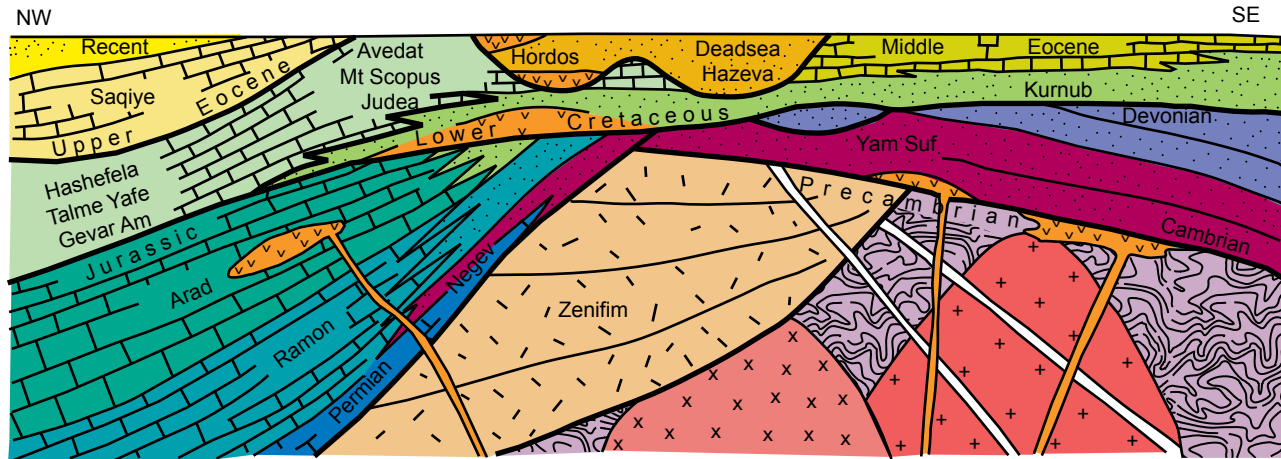 NW
SE
Recent
Avedat
Mt Scopus
Judea
Hordos
Deadsea
Hazeva
Middle Eocene
Saqiye
Upper Eocene
Kurnub
Lower Cretaceous
Devonian
Yam Suf
Hashefela
Talme Yafe
Gevar Am
Precambrian
Cambrian
Jurassic
Arad
Negev
Zenifim
Ramon
Permian